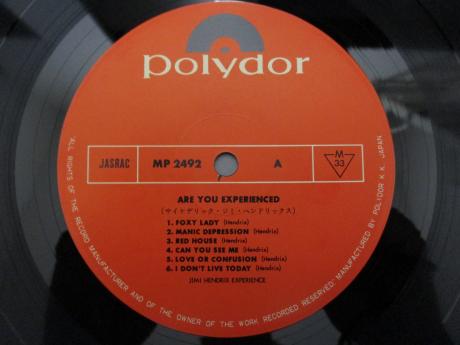 polydor
JASRAC MP 2492 A M 33
ARE YOU EXPERIENCED
(サイケデリック・ジミ・ヘンドリックス)
1. FOXY LADY (Hendrix)
2. MANIC DEPRESSION (Hendrix)
3. RED HOUSE (Hendrix)
4. CAN YOU SEE ME (Hendrix)
5. LOVE OR CONFUSION (Hendrix)
6. I DON'T LIVE TODAY (Hendrix)
JIMI HENDRIX EXPERIENCE
ALL RIGHTS OF THE RECORD MANUFACTURER AND OF THE OWNER OF THE WORK RECORDED RESERVED! MANUFACTURED BY POLYDOR K.K. JAPAN